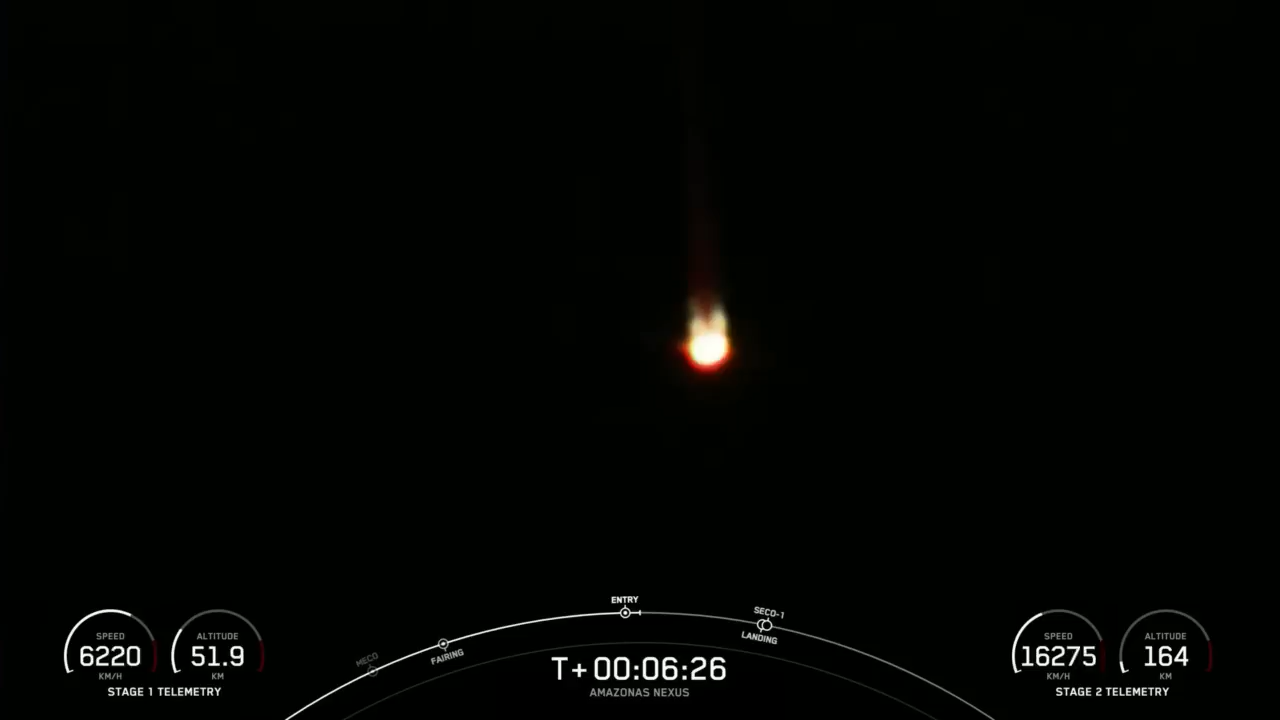 SPEED
6220
KM/H
ALTITUDE
51.9
KM
STAGE 1 TELEMETRY
MECO
FAIRING
ENTRY
SECO-1
LANDING
T+00:06:26
AMAZONAS NEXUS
SPEED
16275
KM/H
ALTITUDE
164
KM
STAGE 2 TELEMETRY